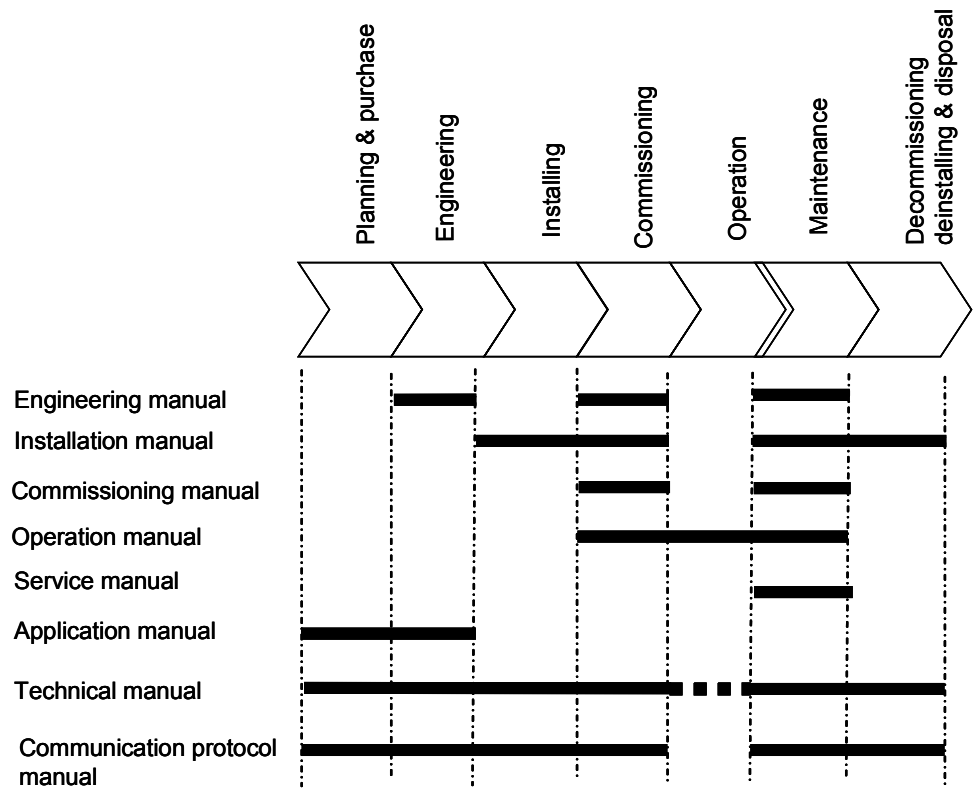 Planning & purchase
Engineering
Installing
Commissioning
Operation
Maintenance
Decommissioning
deinstalling & disposal
Engineering manual
Installation manual
Commissioning manual
Operation manual
Service manual
Application manual
Technical manual
Communication protocol
manual